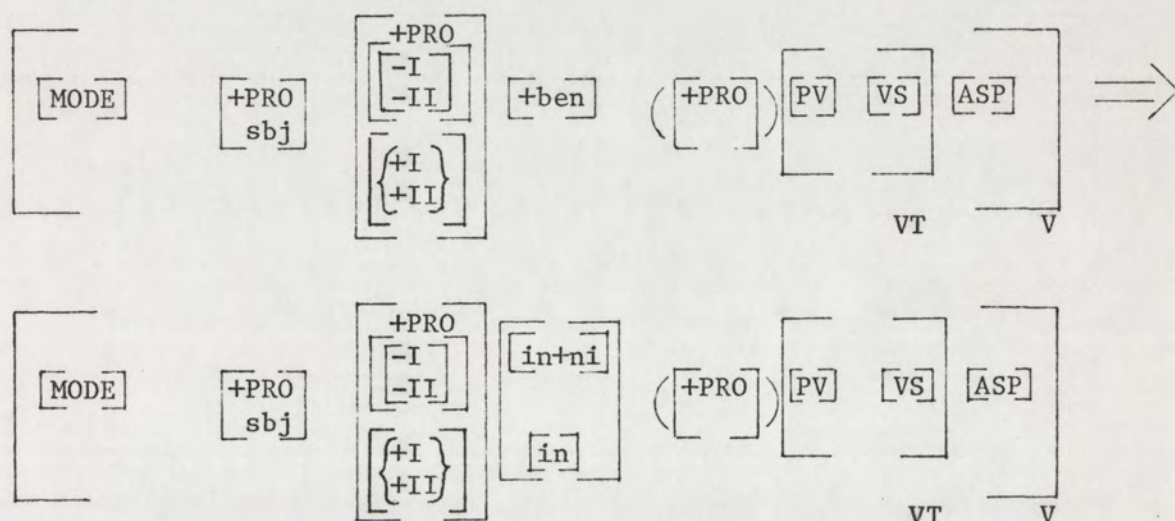 +PRO
-I
-II
MODE +PRO +ben (+PRO) PV VS ASP ⟹
sbj
{+I
+II}
VT V
+PRO
-I
-II
in+ni
MODE +PRO (+PRO) PV VS ASP
sbj
{+I
+II}
in
VT V